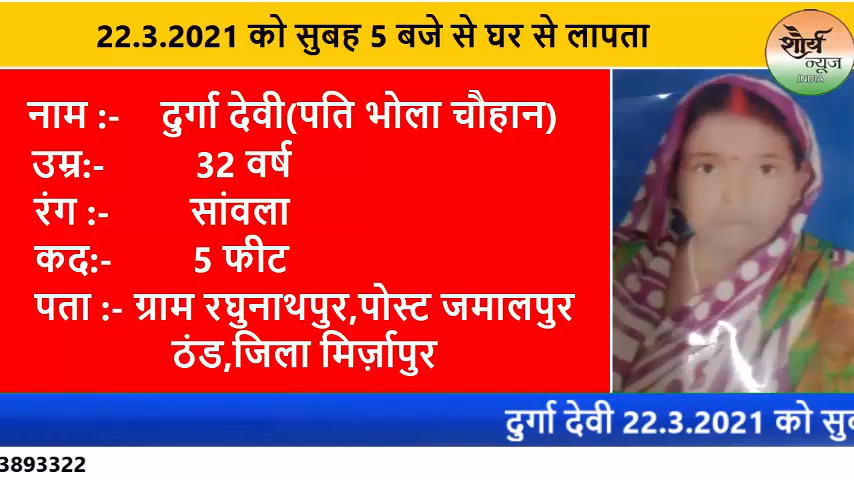 22.3.2021 को सुबह 5 बजे से घर से लापता
शौर्य
न्यूज
INDIA
नाम :- दुर्गा देवी(पति भोला चौहान)
उम्र:- 32 वर्ष
रंग :- सांवला
कद:- 5 फीट
पता :- ग्राम रघुनाथपुर,पोस्ट जमालपुर
ठंड,जिला मिर्ज़ापुर
दुर्गा देवी 22.3.2021 को सु
3893322